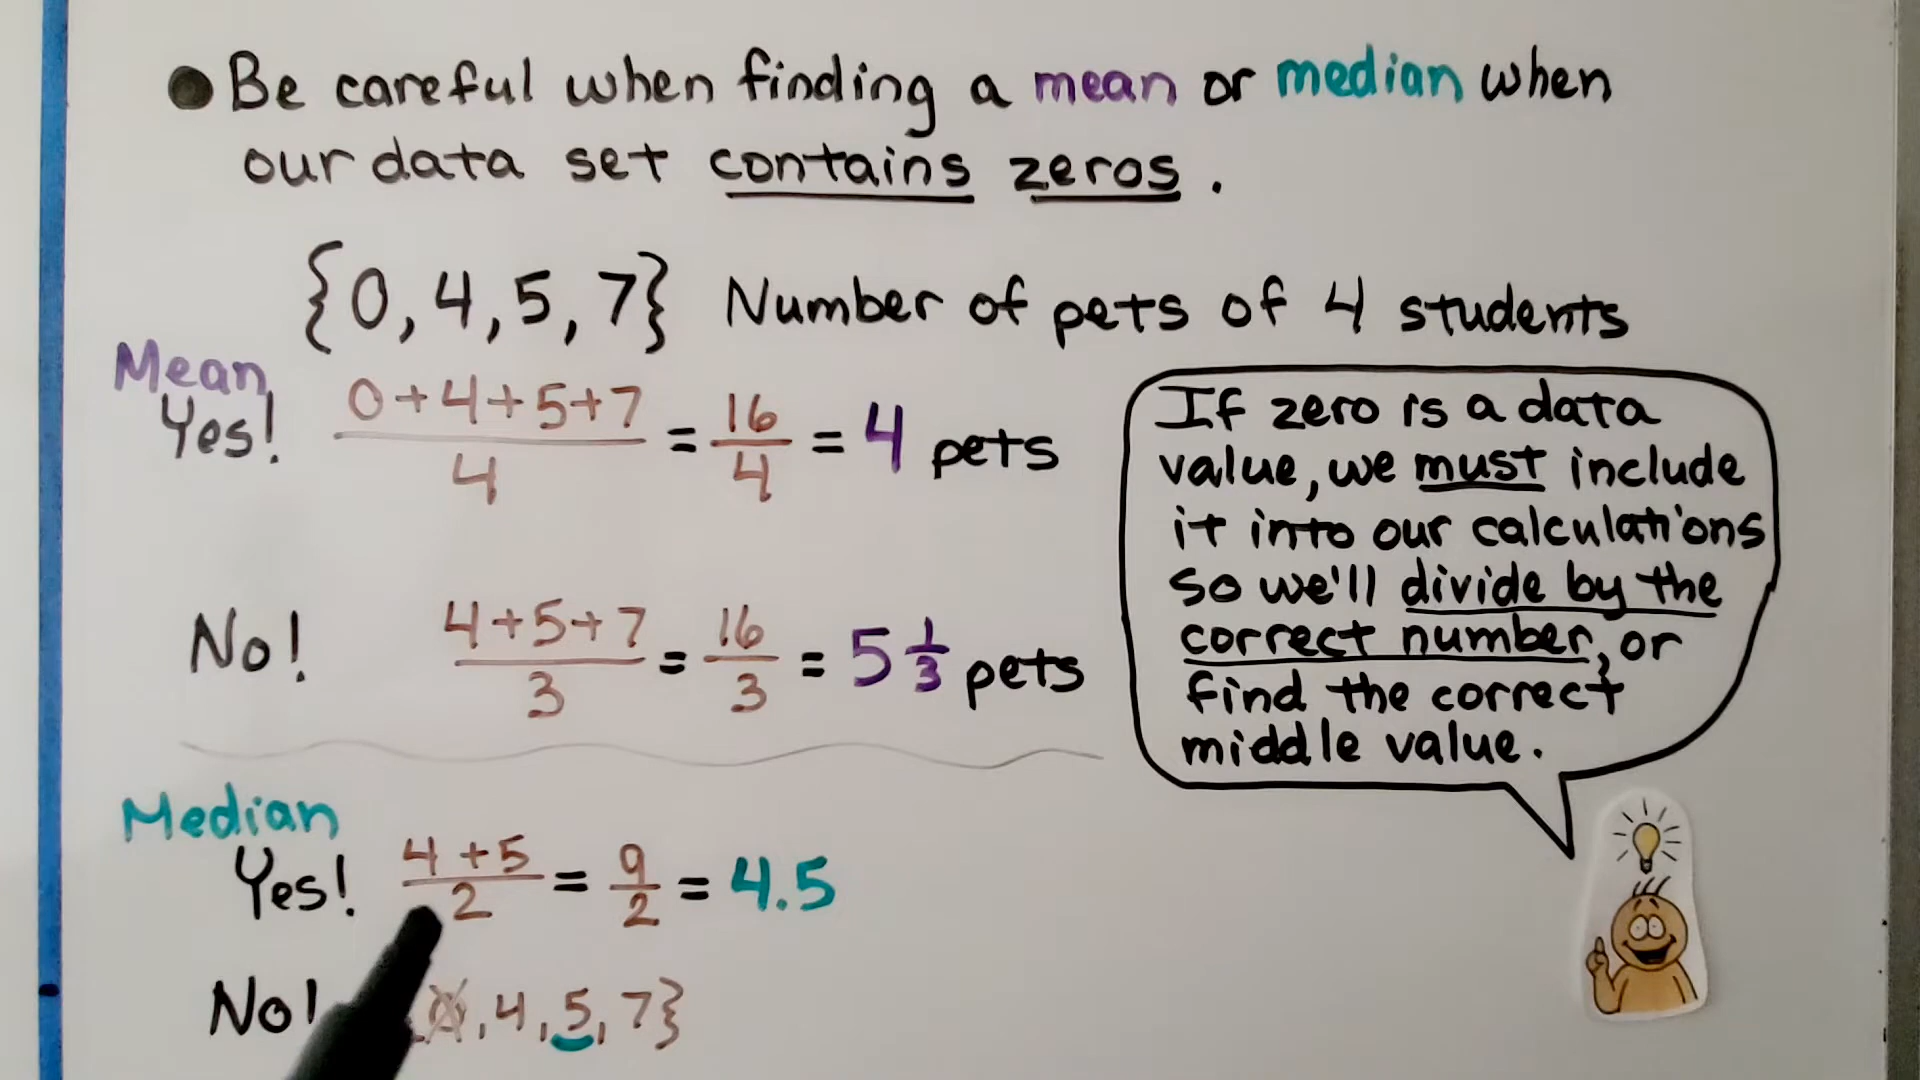 ● Be careful when finding a mean or median when
our data set contains zeros.
{0, 4, 5, 7} Number of pets of 4 students
Mean
Yes! (0+4+5+7)/4 = 16/4 = 4 pets
No! (4+5+7)/3 = 16/3 = 5 1/3 pets
If zero is a data
value, we must include
it into our calculations
so we'll divide by the
correct number, or
find the correct
middle value.
Median
Yes! (4+5)/2 = 9/2 = 4.5
No! {0, 4, 5, 7}